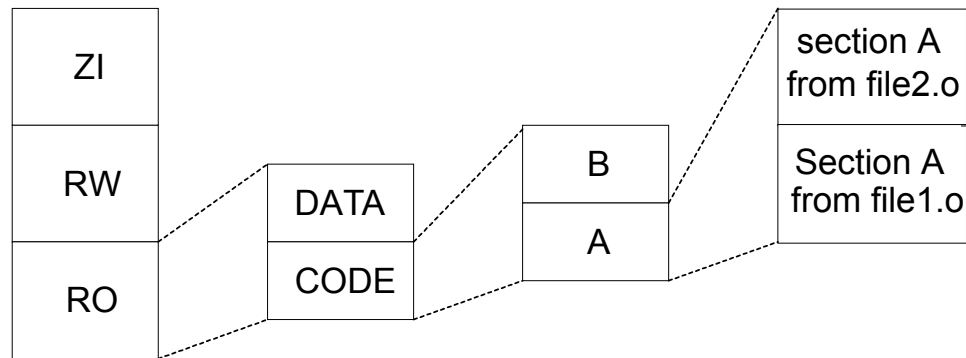 ZI
RW
RO
DATA
CODE
B
A
section A
from file2.o
Section A
from file1.o